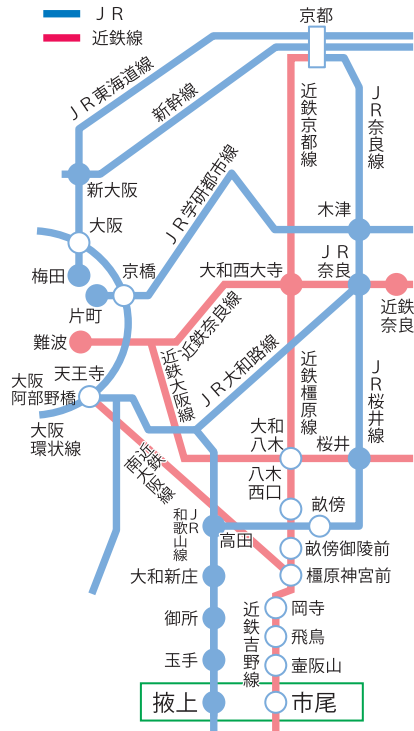 ＪＲ
近鉄線
京都
ＪＲ東海道線
新幹線
近鉄京都線
ＪＲ奈良線
新大阪
ＪＲ学研都市線
大阪
木津
梅田
京橋
片町
大和西大寺
ＪＲ
奈良
近鉄
奈良
難波
近鉄奈良線
近鉄大阪線
ＪＲ大和路線
近鉄橿原線
ＪＲ桜井線
天王寺
大阪
阿部野橋
大阪
環状線
大和
八木
桜井
八木
西口
近鉄
南大阪線
ＪＲ
和歌山線
畝傍
高田
畝傍御陵前
大和新庄
橿原神宮前
御所
近鉄吉野線
岡寺
飛鳥
玉手
壷阪山
掖上
市尾